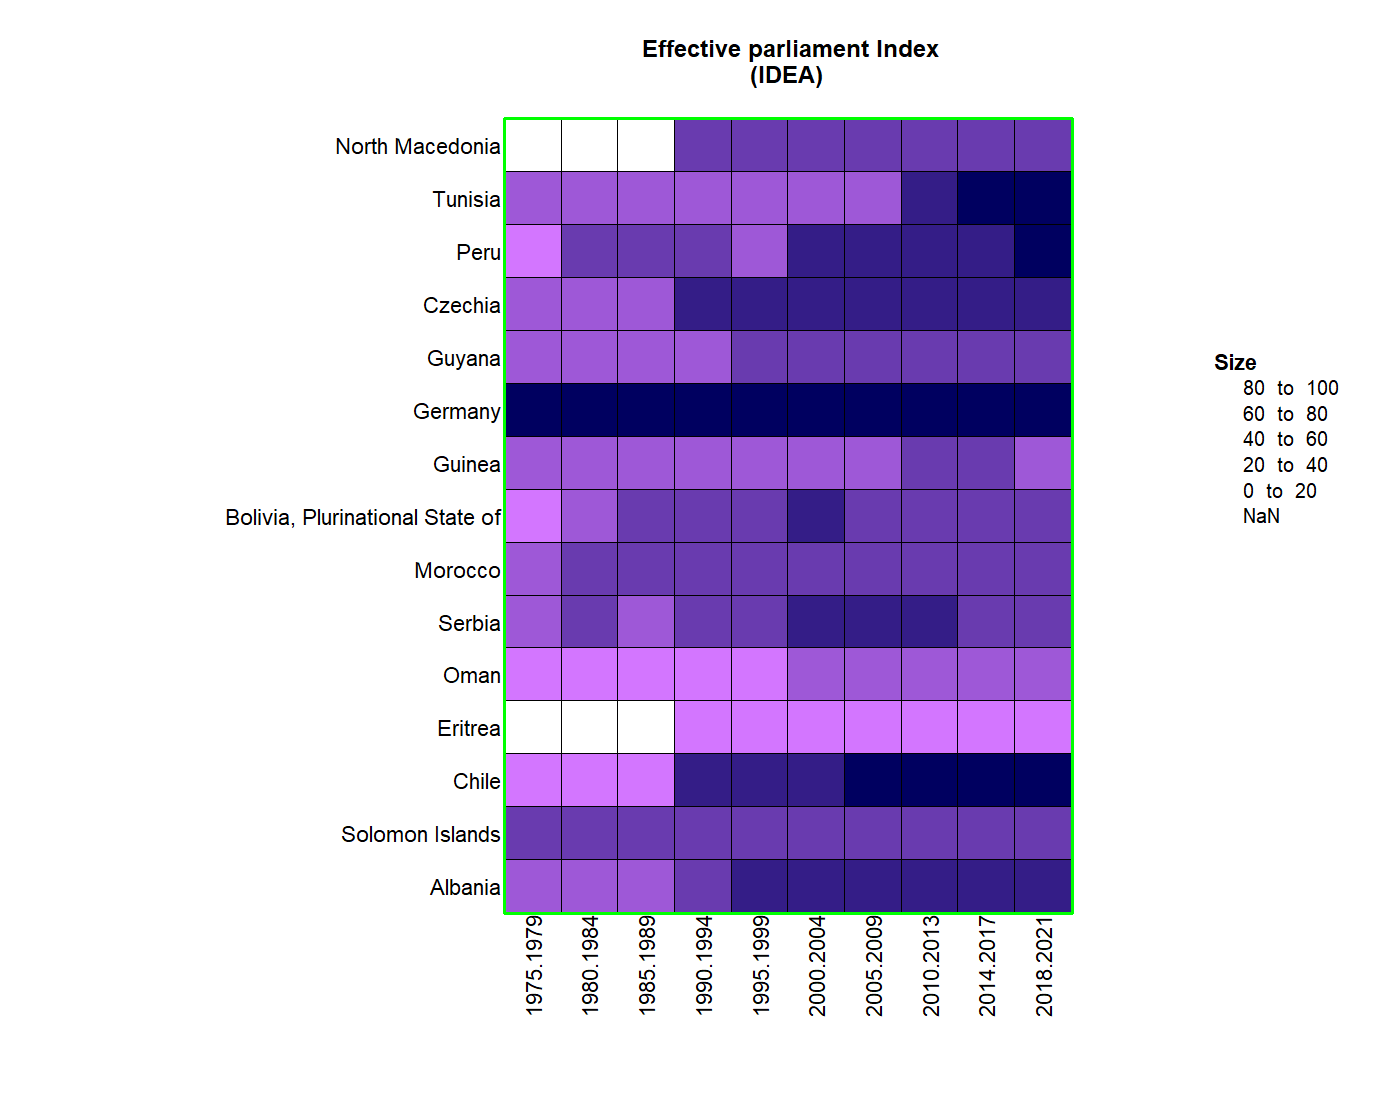 Effective parliament Index
(IDEA)
North Macedonia
Tunisia
Peru
Czechia
Guyana
Germany
Guinea
Bolivia, Plurinational State of
Morocco
Serbia
Oman
Eritrea
Chile
Solomon Islands
Albania
1975.1979
1980.1984
1985.1989
1990.1994
1995.1999
2000.2004
2005.2009
2010.2013
2014.2017
2018.2021
Size
80 to 100
60 to 80
40 to 60
20 to 40
0 to 20
NaN